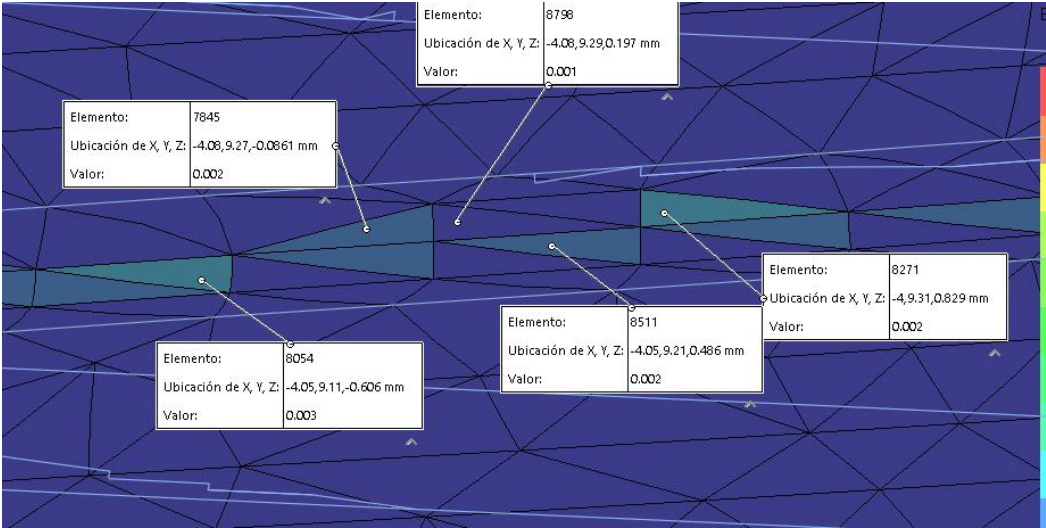 Elemento: 8798
Ubicación de X, Y, Z: -4.08,9.29,0.197 mm
Valor: 0.001
Elemento: 7845
Ubicación de X, Y, Z: -4.08,9.27,-0.0861 mm
Valor: 0.002
Elemento: 8271
Ubicación de X, Y, Z: -4,9.31,0.829 mm
Valor: 0.002
Elemento: 8511
Ubicación de X, Y, Z: -4.05,9.21,0.486 mm
Valor: 0.002
Elemento: 8054
Ubicación de X, Y, Z: -4.05,9.11,-0.606 mm
Valor: 0.003